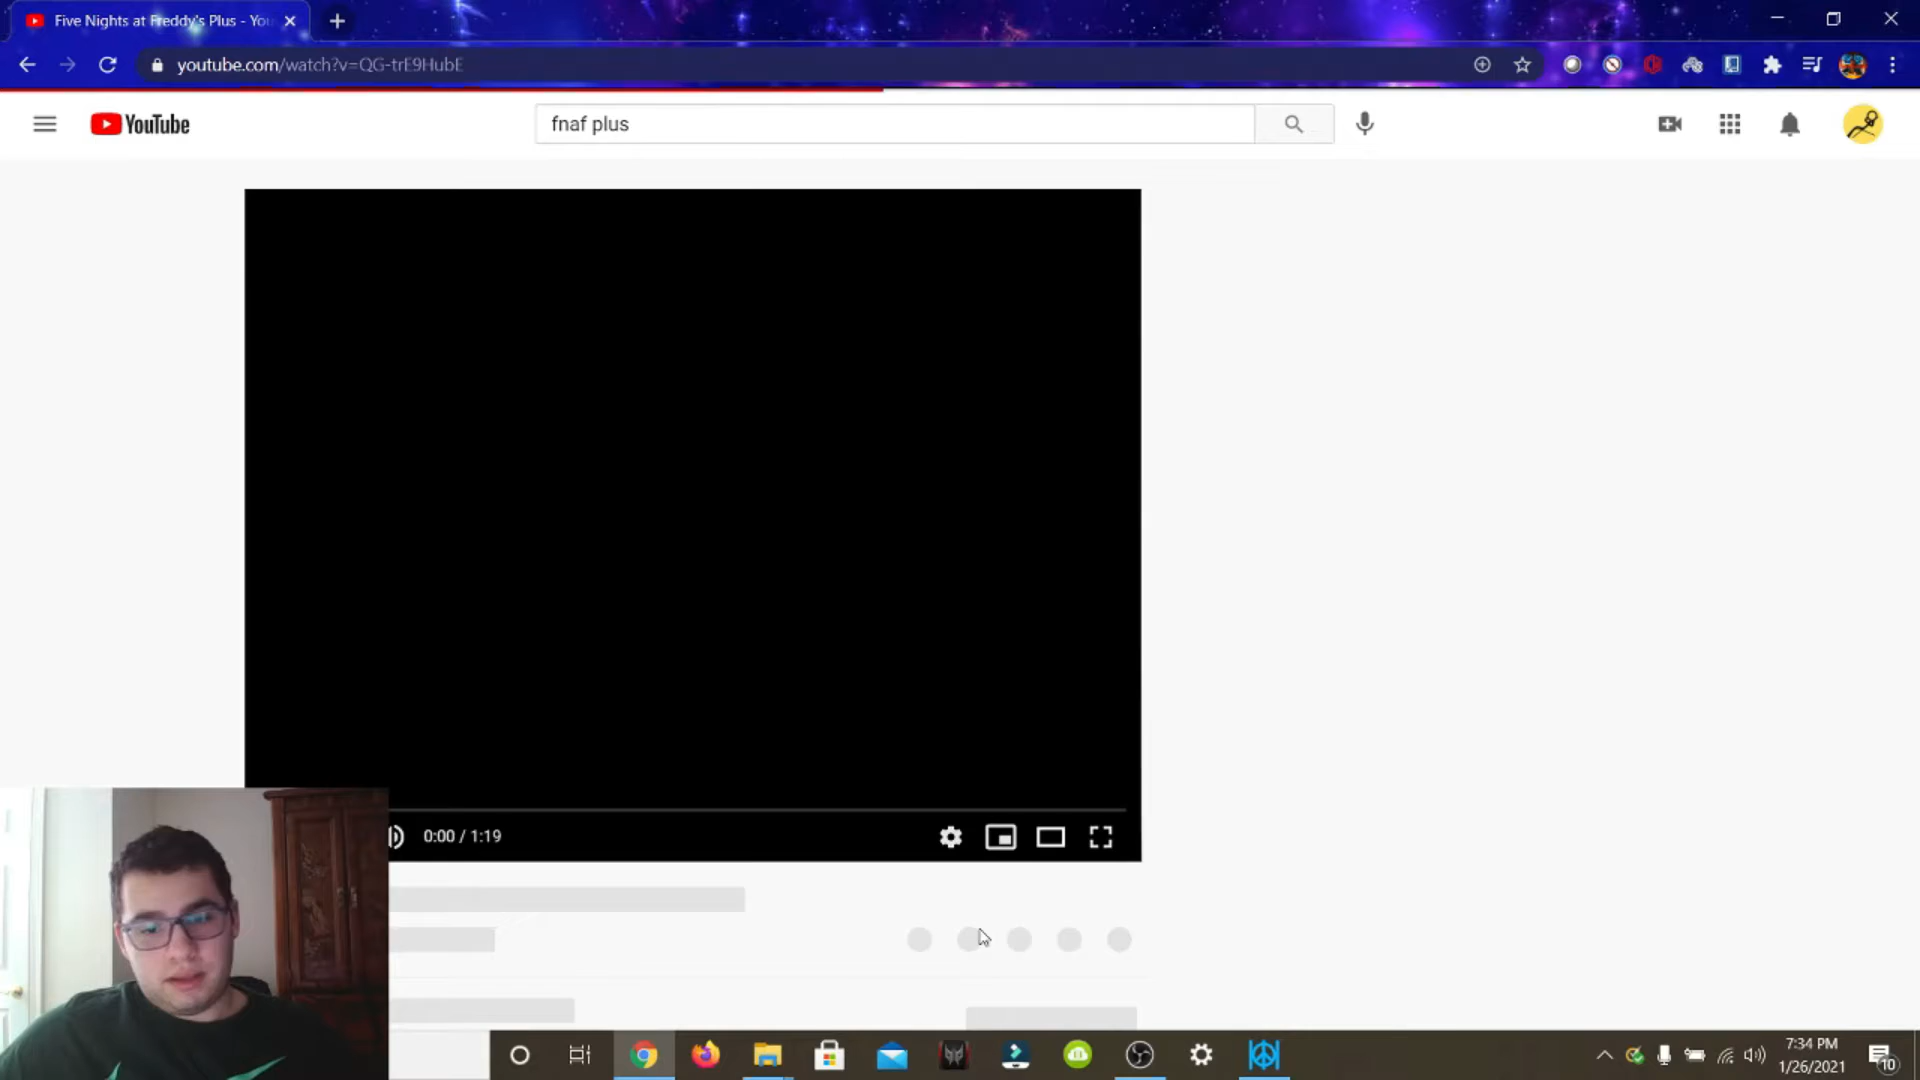 Five Nights at Freddy's Plus - You
youtube.com/watch?v=QG-trE9HubE
YouTube
fnaf plus
0:00 / 1:19
7:34 PM
1/26/2021
10